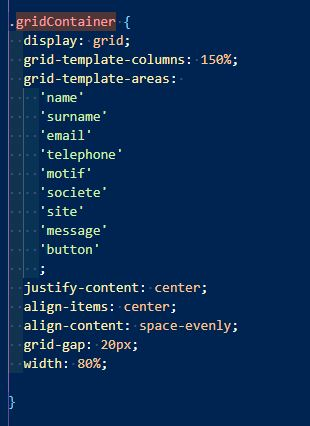 .gridContainer {
display: grid;
grid-template-columns: 150%;
grid-template-areas:
'name'
'surname'
'email'
'telephone'
'motif'
'societe'
'site'
'message'
'button'
;
justify-content: center;
align-items: center;
align-content: space-evenly;
grid-gap: 20px;
width: 80%;
}